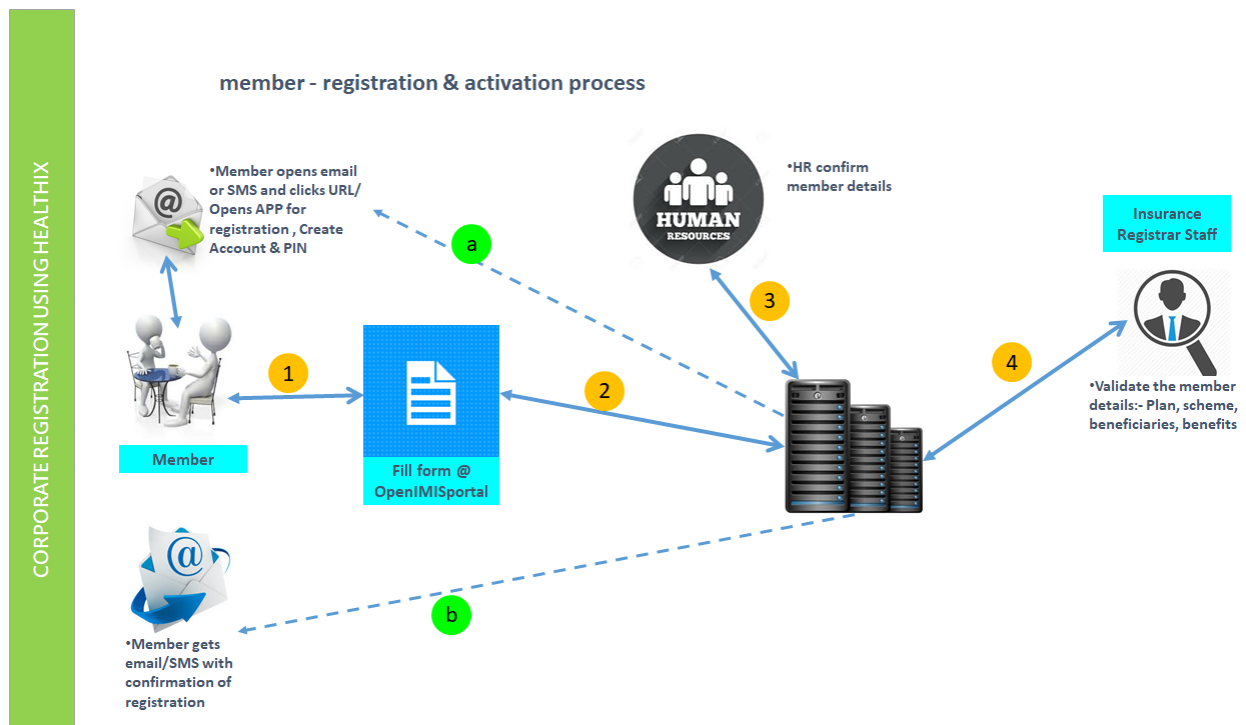 CORPORATE REGISTRATION USING HEALTHIX
member - registration & activation process
•Member opens email
or SMS and clicks URL/
Opens APP for
registration , Create
Account & PIN
a
HUMAN
RESOURCES
•HR confirm
member details
Insurance
Registrar Staff
3
1
2
4
•Validate the member
details:- Plan, scheme,
beneficiaries, benefits
Member
Fill form @
OpenIMISportal
@
@
b
•Member gets
email/SMS with
confirmation of
registration